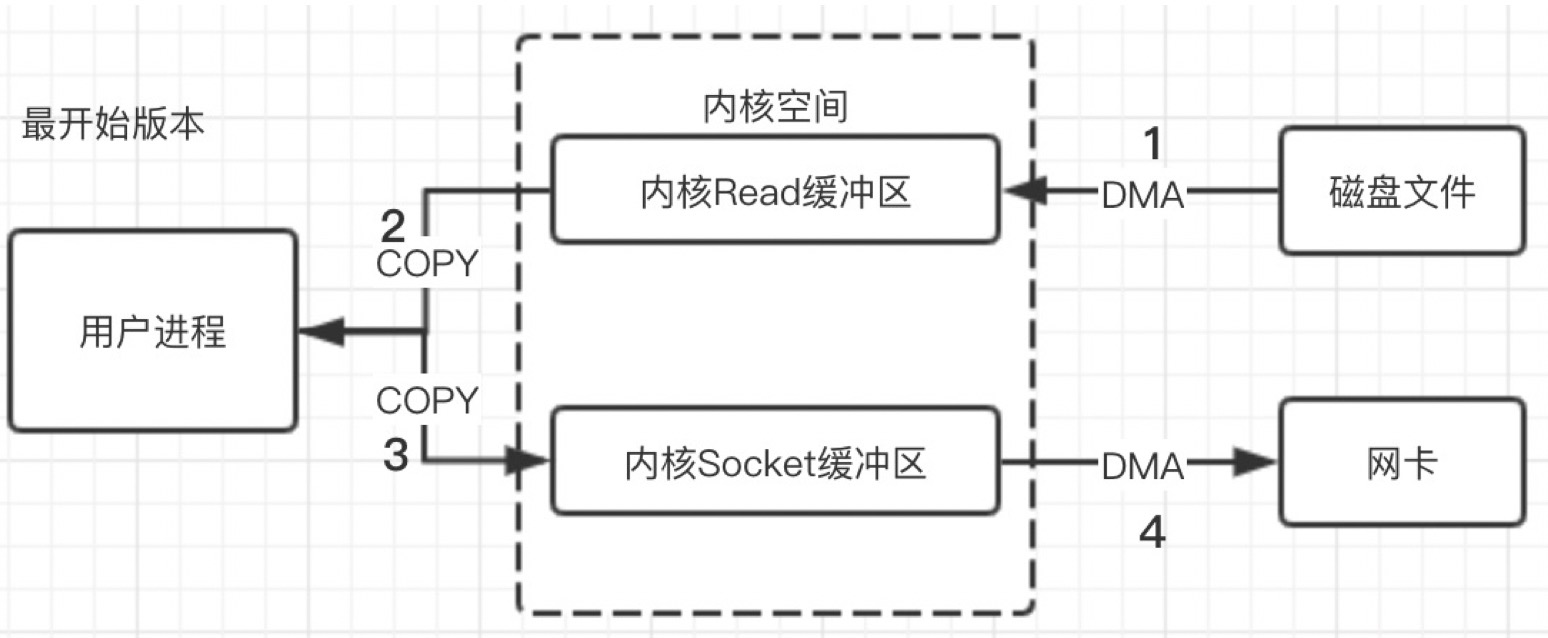 最开始版本
内核空间
1
内核Read缓冲区
DMA
磁盘文件
2
COPY
用户进程
COPY
3
内核Socket缓冲区
DMA
网卡
4